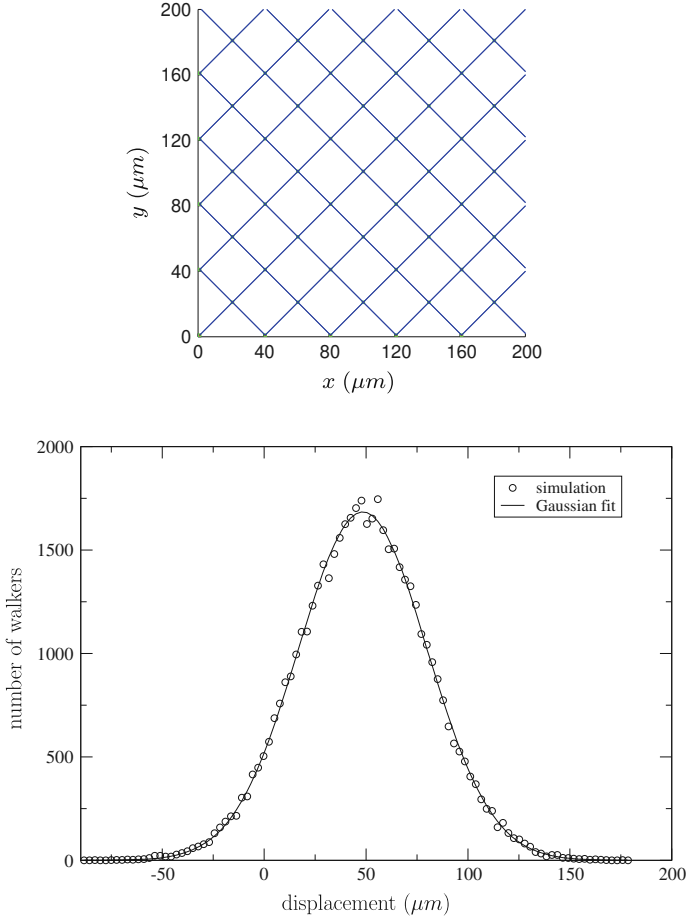 200
160
120
80
40
0
y (μm)
0 40 80 120 160 200
x (μm)
2000
1500
1000
500
0
number of walkers
simulation
Gaussian fit
-50 0 50 100 150 200
displacement (μm)